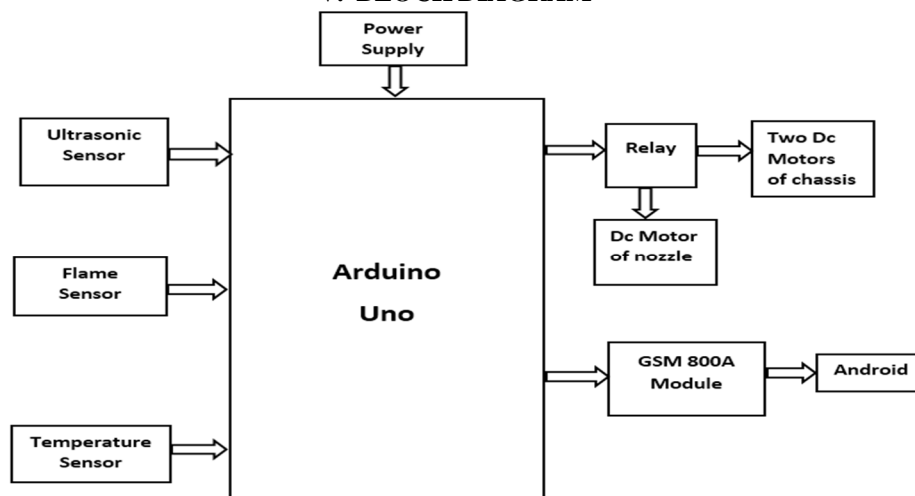 Power
Supply
Ultrasonic
Sensor
Relay
Two Dc
Motors
of chassis
Dc Motor
of nozzle
Flame
Sensor
Arduino
Uno
GSM 800A
Module
Android
Temperature
Sensor